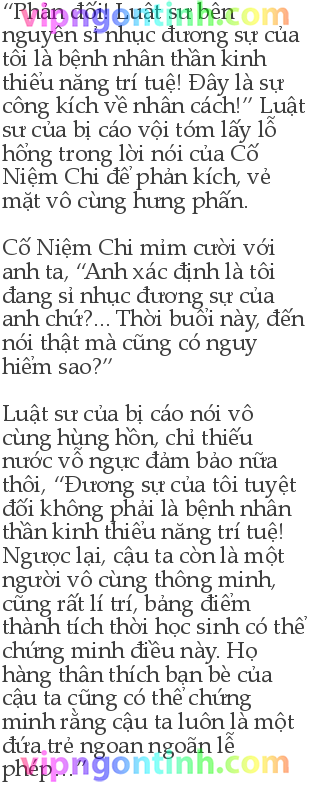 “Phản đối! Luật sư bên
vipngontinh.com
nguyên sỉ nhục đương sự của
tôi là bệnh nhân thần kinh
thiểu năng trí tuệ! Đây là sự
công kích về nhân cách!” Luật
sư của bị cáo vội tóm lấy lỗ
hổng trong lời nói của Cố
Niệm Chi để phản kích, vẻ
mặt vô cùng hưng phấn.
Cố Niệm Chi mỉm cười với
anh ta, “Anh xác định là tôi
đang sỉ nhục đương sự của
anh chứ?... Thời buổi này, đến
nói thật mà cũng có nguy
hiểm sao?”
Luật sư của bị cáo nói vô
cùng hùng hồn, chỉ thiếu
nước vỗ ngực đảm bảo nữa
thôi, “Đương sự của tôi tuyệt
đối không phải là bệnh nhân
thần kinh thiểu năng trí tuệ!
Ngược lại, cậu ta còn là một
người vô cùng thông minh,
cũng rất lí trí, bảng điểm
thành tích thời học sinh có thể
chứng minh điều này. Họ
hàng thân thích bạn bè của
cậu ta cũng có thể chứng
minh rằng cậu ta luôn là một
đứa trẻ ngoan ngoãn lễ
phép...”
vipngontinh.com